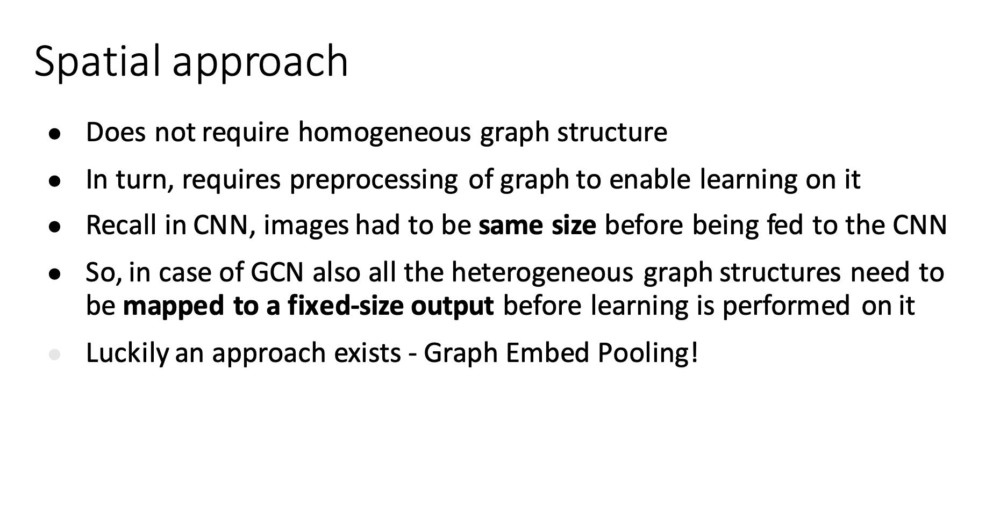 Spatial approach
● Does not require homogeneous graph structure
● In turn, requires preprocessing of graph to enable learning on it
● Recall in CNN, images had to be same size before being fed to the CNN
● So, in case of GCN also all the heterogeneous graph structures need to
be mapped to a fixed-size output before learning is performed on it
● Luckily an approach exists - Graph Embed Pooling!